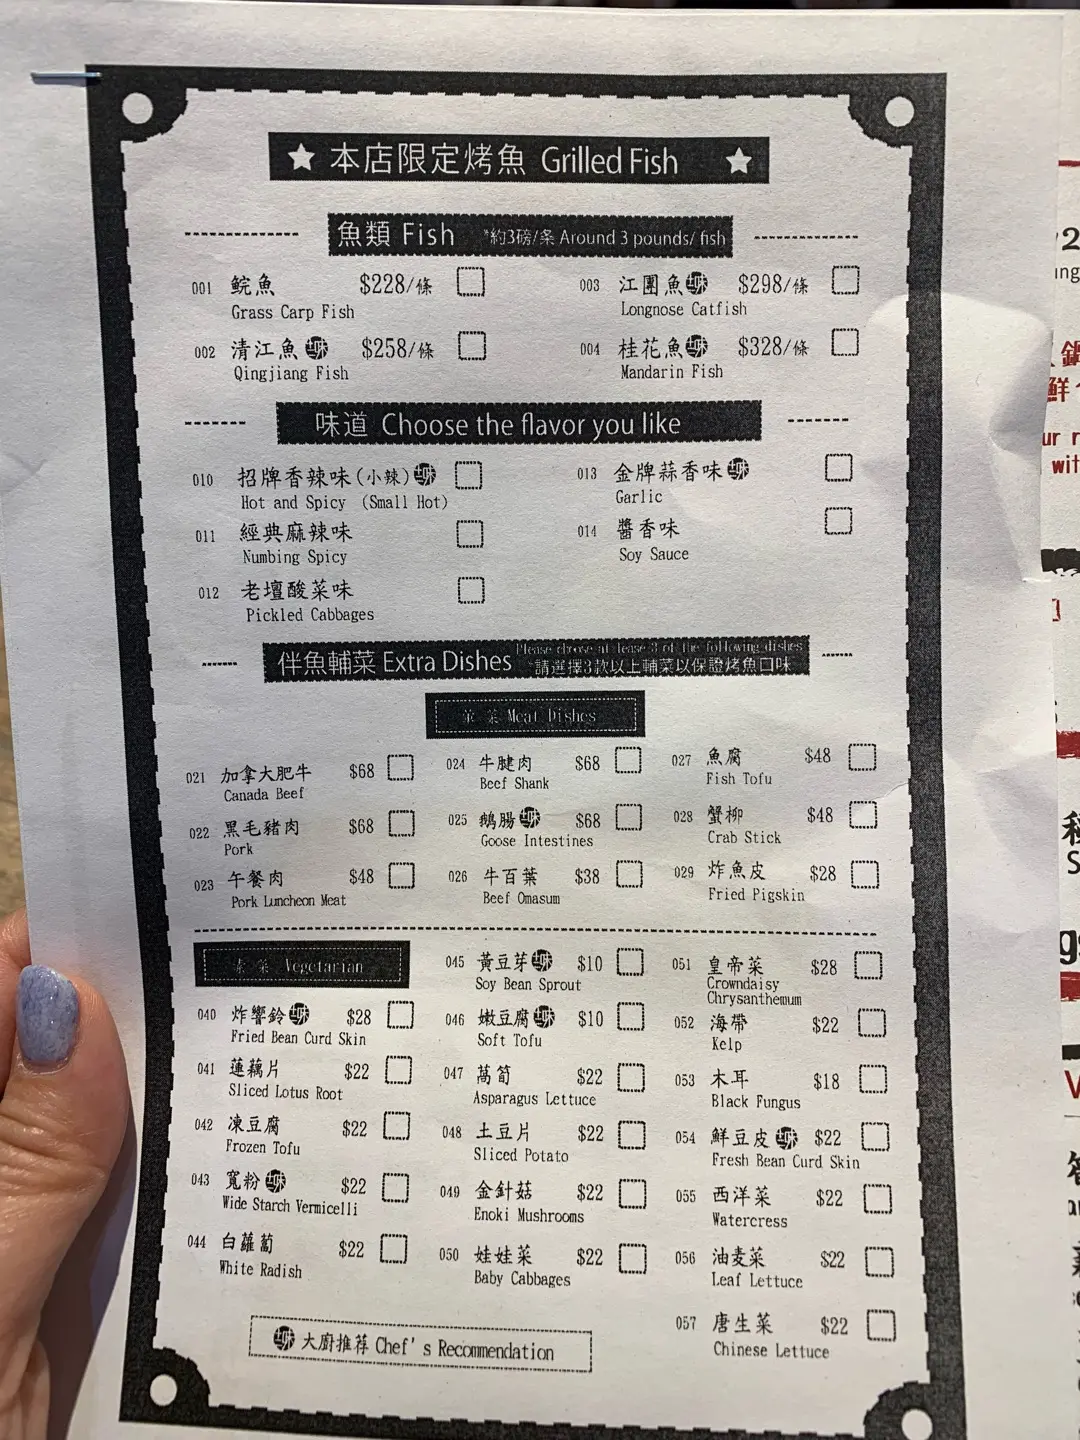 本店限定烤魚 Grilled Fish
魚類 Fish *約3磅/条 Around 3 pounds/ fish
001 鯇魚 $228/條
Grass Carp Fish
002 清江魚 $258/條
Qingjiang Fish
003 江團魚 $298/條
Longnose Catfish
004 桂花魚 $328/條
Mandarin Fish
味道 Choose the flavor you like
010 招牌香辣味(小辣)
Hot and Spicy (Small Hot)
011 經典麻辣味
Numbing Spicy
012 老壇酸菜味
Pickled Cabbages
013 金牌蒜香味
Garlic
014 醬香味
Soy Sauce
伴魚輔菜 Extra Dishes
Please choose at lease 3 of the following dishes
*請選擇3款以上輔菜以保證烤魚口味
葷 菜 Meat Dishes
021 加拿大肥牛 $68
Canada Beef
022 黑毛豬肉 $68
Pork
023 午餐肉 $48
Pork Luncheon Meat
024 牛腱肉 $68
Beef Shank
025 鵝腸 $68
Goose Intestines
026 牛百葉 $38
Beef Omasum
027 魚腐 $48
Fish Tofu
028 蟹柳 $48
Crab Stick
029 炸魚皮 $28
Fried Pigskin
素 菜 Vegetarian
040 炸響鈴 $28
Fried Bean Curd Skin
041 蓮藕片 $22
Sliced Lotus Root
042 凍豆腐 $22
Frozen Tofu
043 寬粉 $22
Wide Starch Vermicelli
044 白蘿蔔 $22
White Radish
045 黃豆芽 $10
Soy Bean Sprout
046 嫩豆腐 $10
Soft Tofu
047 萵筍 $22
Asparagus Lettuce
048 土豆片 $22
Sliced Potato
049 金針菇 $22
Enoki Mushrooms
050 娃娃菜 $22
Baby Cabbages
051 皇帝菜 $28
Crowndaisy
Chrysanthemum
052 海帶 $22
Kelp
053 木耳 $18
Black Fungus
054 鮮豆皮 $22
Fresh Bean Curd Skin
055 西洋菜 $22
Watercress
056 油麦菜 $22
Leaf Lettuce
057 唐生菜 $22
Chinese Lettuce
大廚推荐 Chef's Recommendation